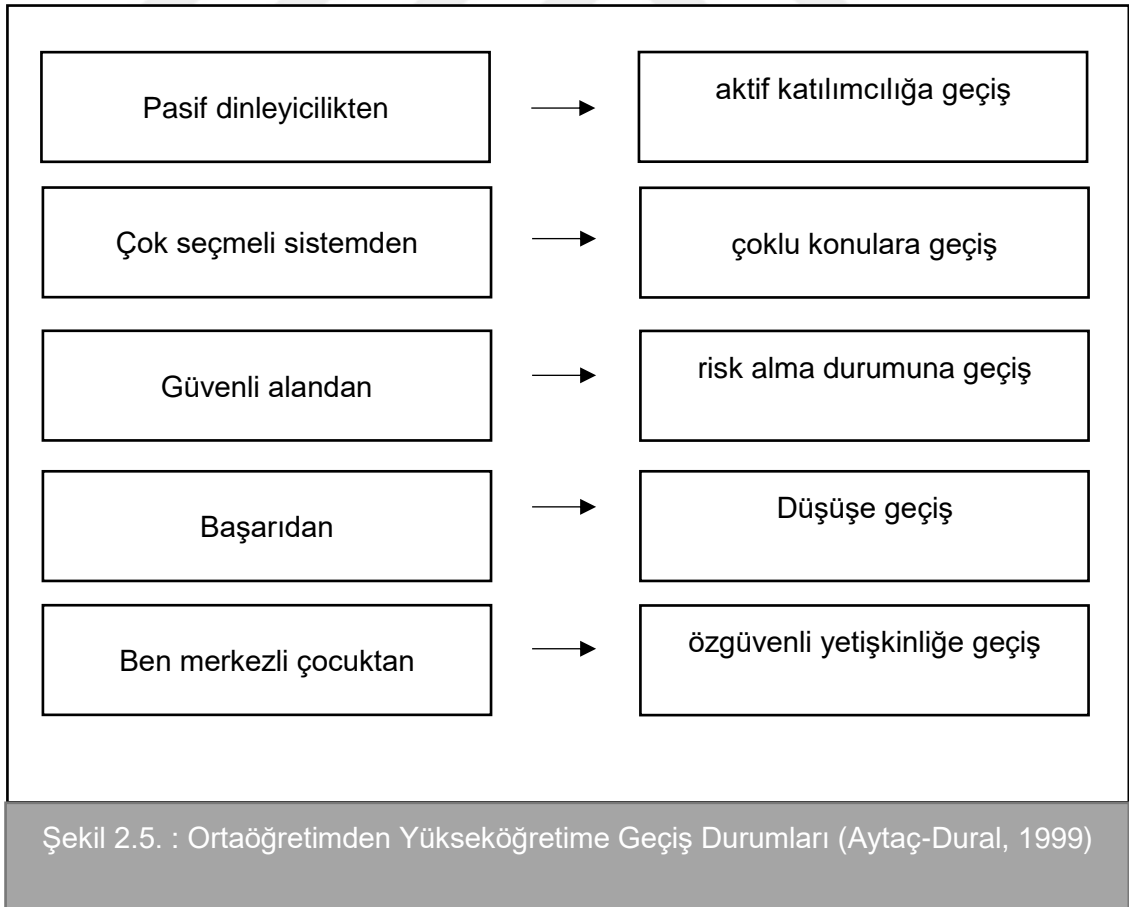 Pasif dinleyicilikten
aktif katılımcılığa geçiş
Çok seçmeli sistemden
çoklu konulara geçiş
Güvenli alandan
risk alma durumuna geçiş
Başarıdan
Düşüşe geçiş
Ben merkezli çocuktan
özgüvenli yetişkinliğe geçiş
Şekil 2.5. : Ortaöğretimden Yükseköğretime Geçiş Durumları (Aytaç-Dural, 1999)